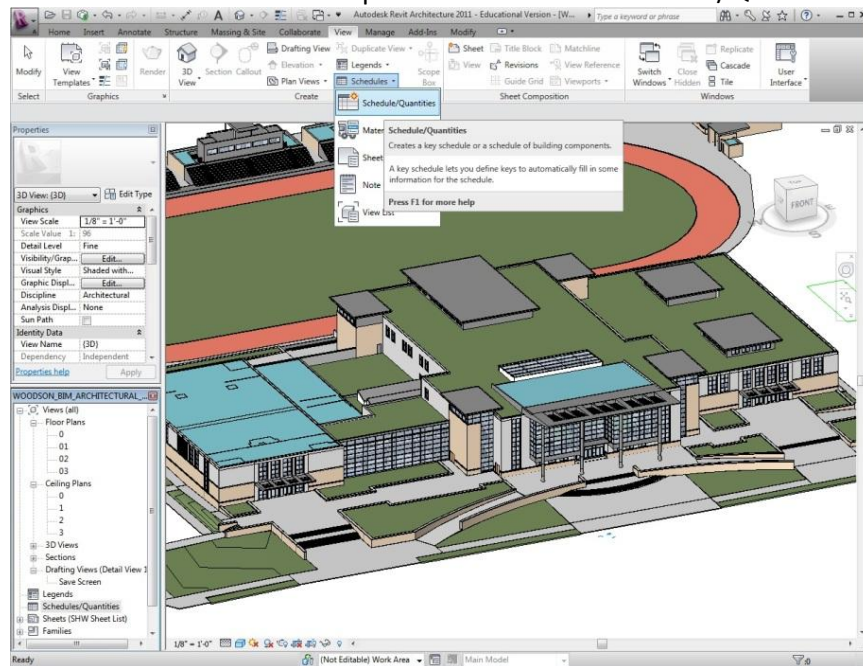 Autodesk Revit Architecture 2011 - Educational Version - [W...
Type a keyword or phrase
Home Insert Annotate Structure Massing & Site Collaborate View Manage Add-Ins Modify
Modify
View Templates
Render
3D View
Section
Callout
Drafting View
Elevation
Plan Views
Duplicate View
Legends
Schedules
Scope Box
Sheet
View
Title Block
Revisions
Guide Grid
Matchline
View Reference
Viewports
Switch Windows
Close Hidden
Replicate
Cascade
Tile
User Interface
Select Graphics Create Sheet Composition Windows
Schedule/Quantities
Mater
Sheet
Note
View List
Schedule/Quantities
Creates a key schedule or a schedule of building components.
A key schedule lets you define keys to automatically fill in some
information for the schedule.
Press F1 for more help
Properties
3D View: {3D} Edit Type
Graphics
View Scale 1/8" = 1'-0"
Scale Value 1: 96
Detail Level Fine
Visibility/Grap... Edit...
Visual Style Shaded with...
Graphic Displ... Edit...
Discipline Architectural
Analysis Displ... None
Sun Path
Identity Data
View Name {3D}
Dependency Independent
Properties help Apply
FRONT
WOODSON_BIM_ARCHITECTURAL_...
Views (all)
Floor Plans
0
01
02
03
Ceiling Plans
0
1
2
3
3D Views
Sections
Drafting Views (Detail View 1
Save Screen
Legends
Schedules/Quantities
Sheets (SHW Sheet List)
Families
1/8" = 1'-0"
Ready
(Not Editable) Work Area
Main Model
:0